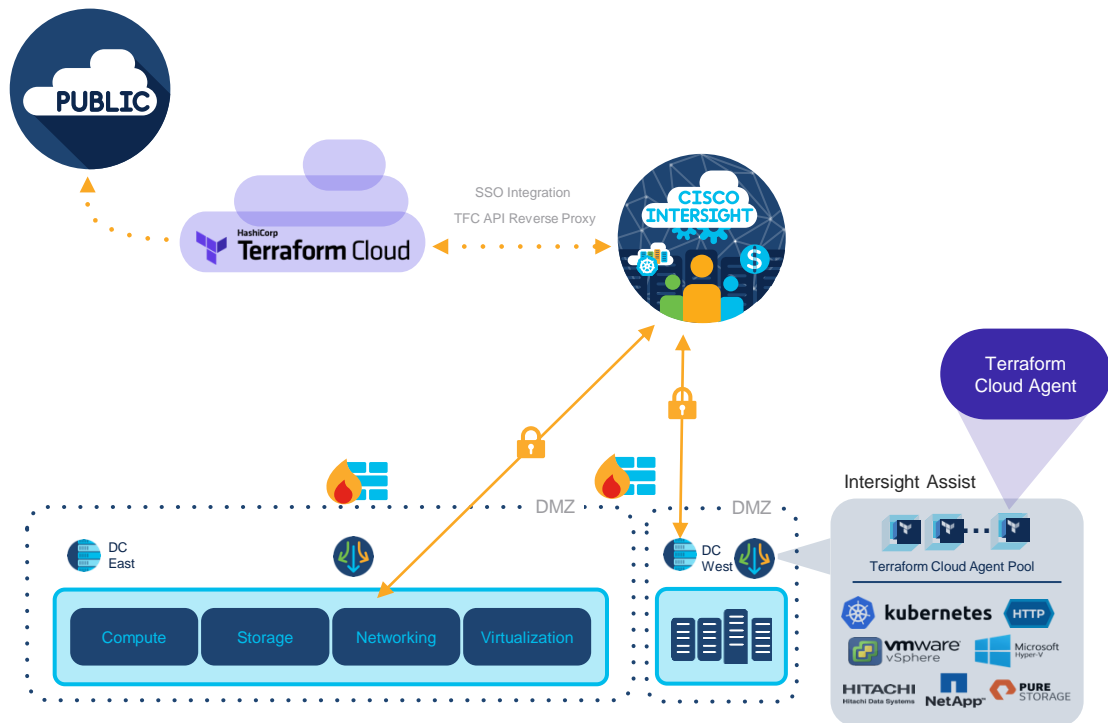 PUBLIC
SSO Integration
TFC API Reverse Proxy
HashiCorp
Terraform Cloud
CISCO
INTERSIGHT
$
Terraform
Cloud Agent
Intersight Assist
DMZ
DMZ
DC
East
DC
West
Terraform Cloud Agent Pool
Compute
Storage
Networking
Virtualization
kubernetes
HTTP
vmware®
vSphere
Microsoft
Hyper-V
HITACHI
Hitachi Data Systems
NetApp™
PURE
STORAGE